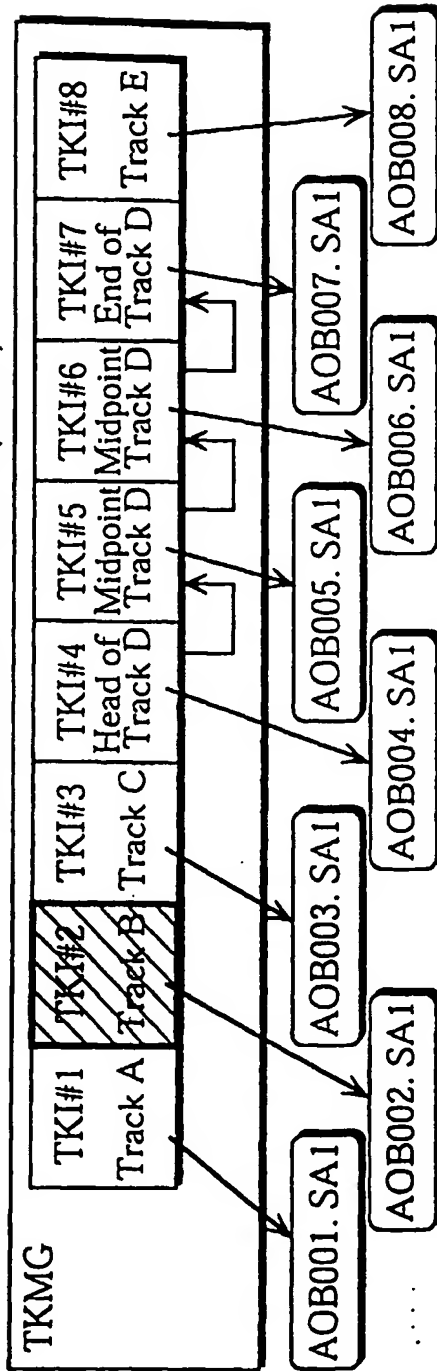 TKMG
TKI#1
Track A
TKI#2
Track B
TKI#3
Track C
TKI#4
Head of
Track D
TKI#5
Midpoint
Track D
TKI#6
Midpoint
Track D
TKI#7
End of
Track D
TKI#8
Track E
AOB001. SA1
AOB002. SA1
AOB003. SA1
AOB004. SA1
AOB005. SA1
AOB006. SA1
AOB007. SA1
AOB008. SA1
....